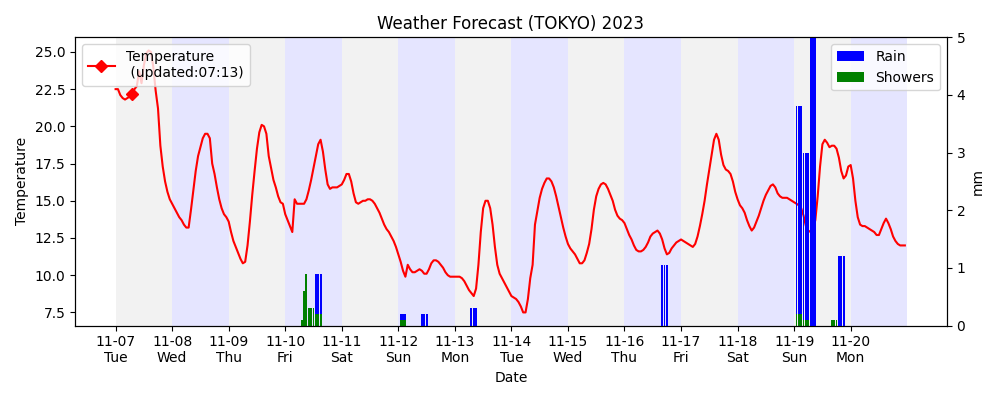 Weather Forecast (TOKYO) 2023
Temperature
(updated:07:13)
Rain
Showers
25.0
22.5
20.0
17.5
15.0
12.5
10.0
7.5
Temperature
5
4
3
2
1
0
mm
11-07 11-08 11-09 11-10 11-11 11-12 11-13 11-14 11-15 11-16 11-17 11-18 11-19 11-20
Tue Wed Thu Fri Sat Sun Mon Tue Wed Thu Fri Sat Sun Mon
Date